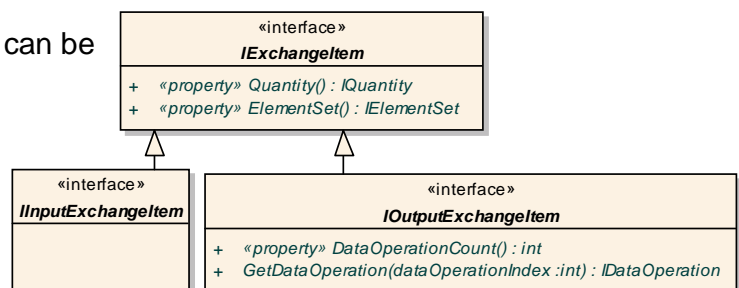 can be
«interface»
IExchangeItem
+ «property» Quantity() : IQuantity
+ «property» ElementSet() : IElementSet
«interface»
IInputExchangeItem
«interface»
IOutputExchangeItem
+ «property» DataOperationCount() : int
+ GetDataOperation(dataOperationIndex :int) : IDataOperation